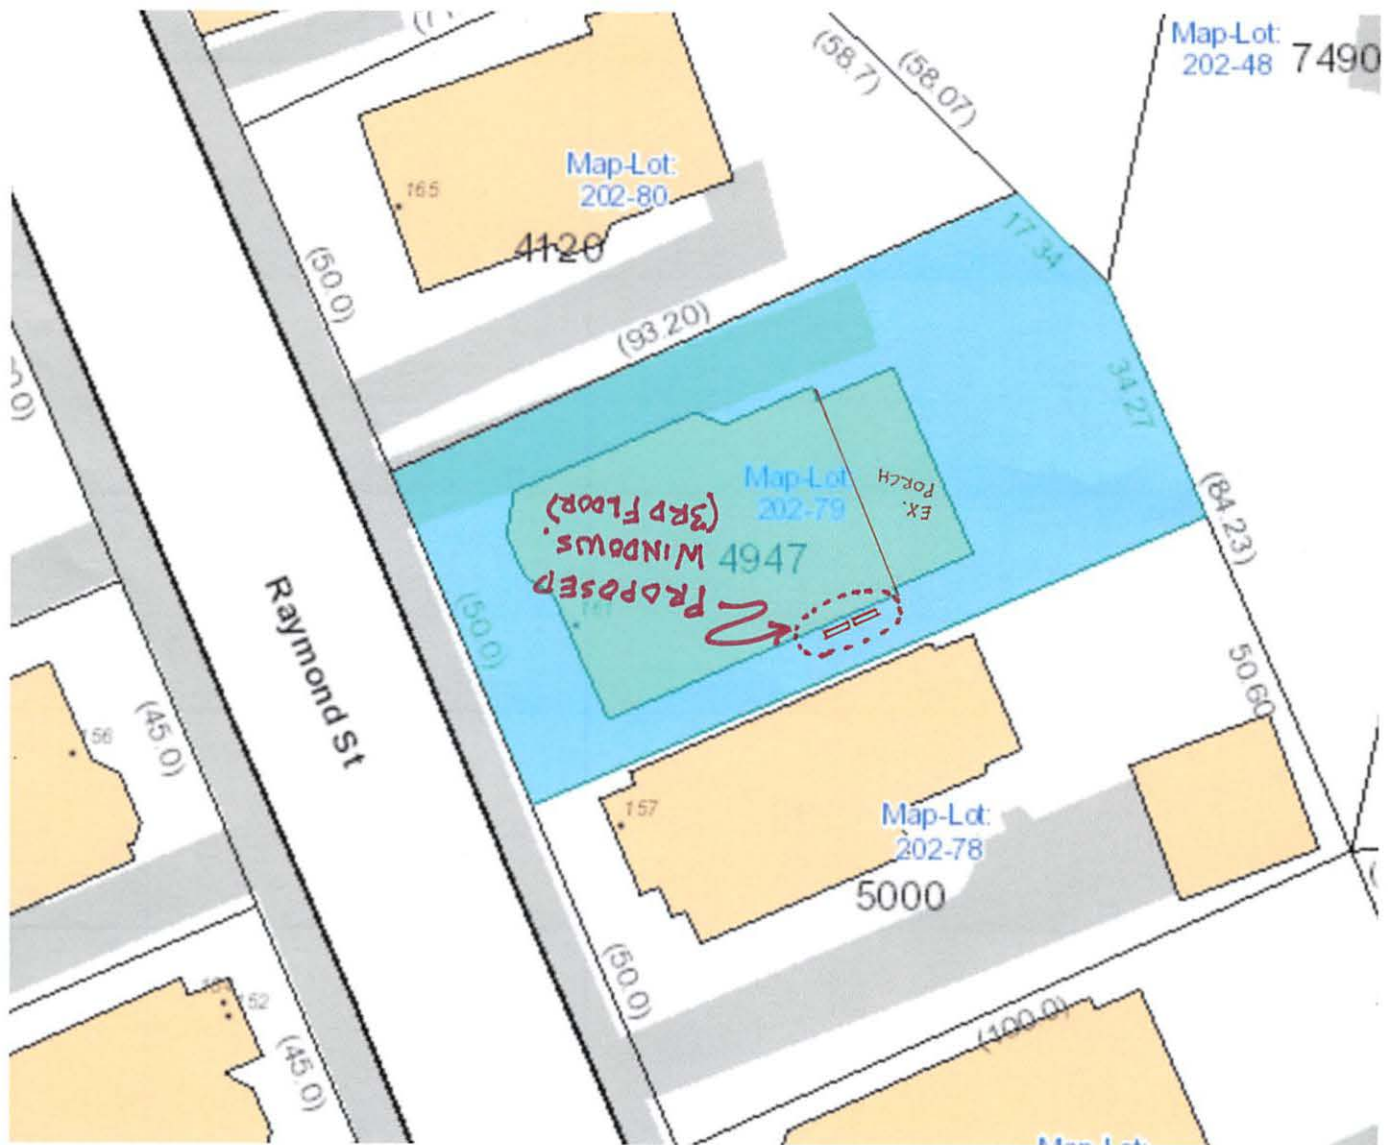 Map-Lot:
202-48
7490
(58.7)
(58.07)
Map-Lot:
202-80
165
4120
(50.0)
(93.20)
17.34
34.27
Map-Lot:
202-79
4947
EX.
PORCH
PROPOSED
WINDOWS.
(3RD FLOOR)
(50.0)
(84.23)
50.60
Raymond St
(45.0)
56
157
Map-Lot:
202-78
5000
(50.0)
(100.0)
152
(45.0)
Map-Lot: